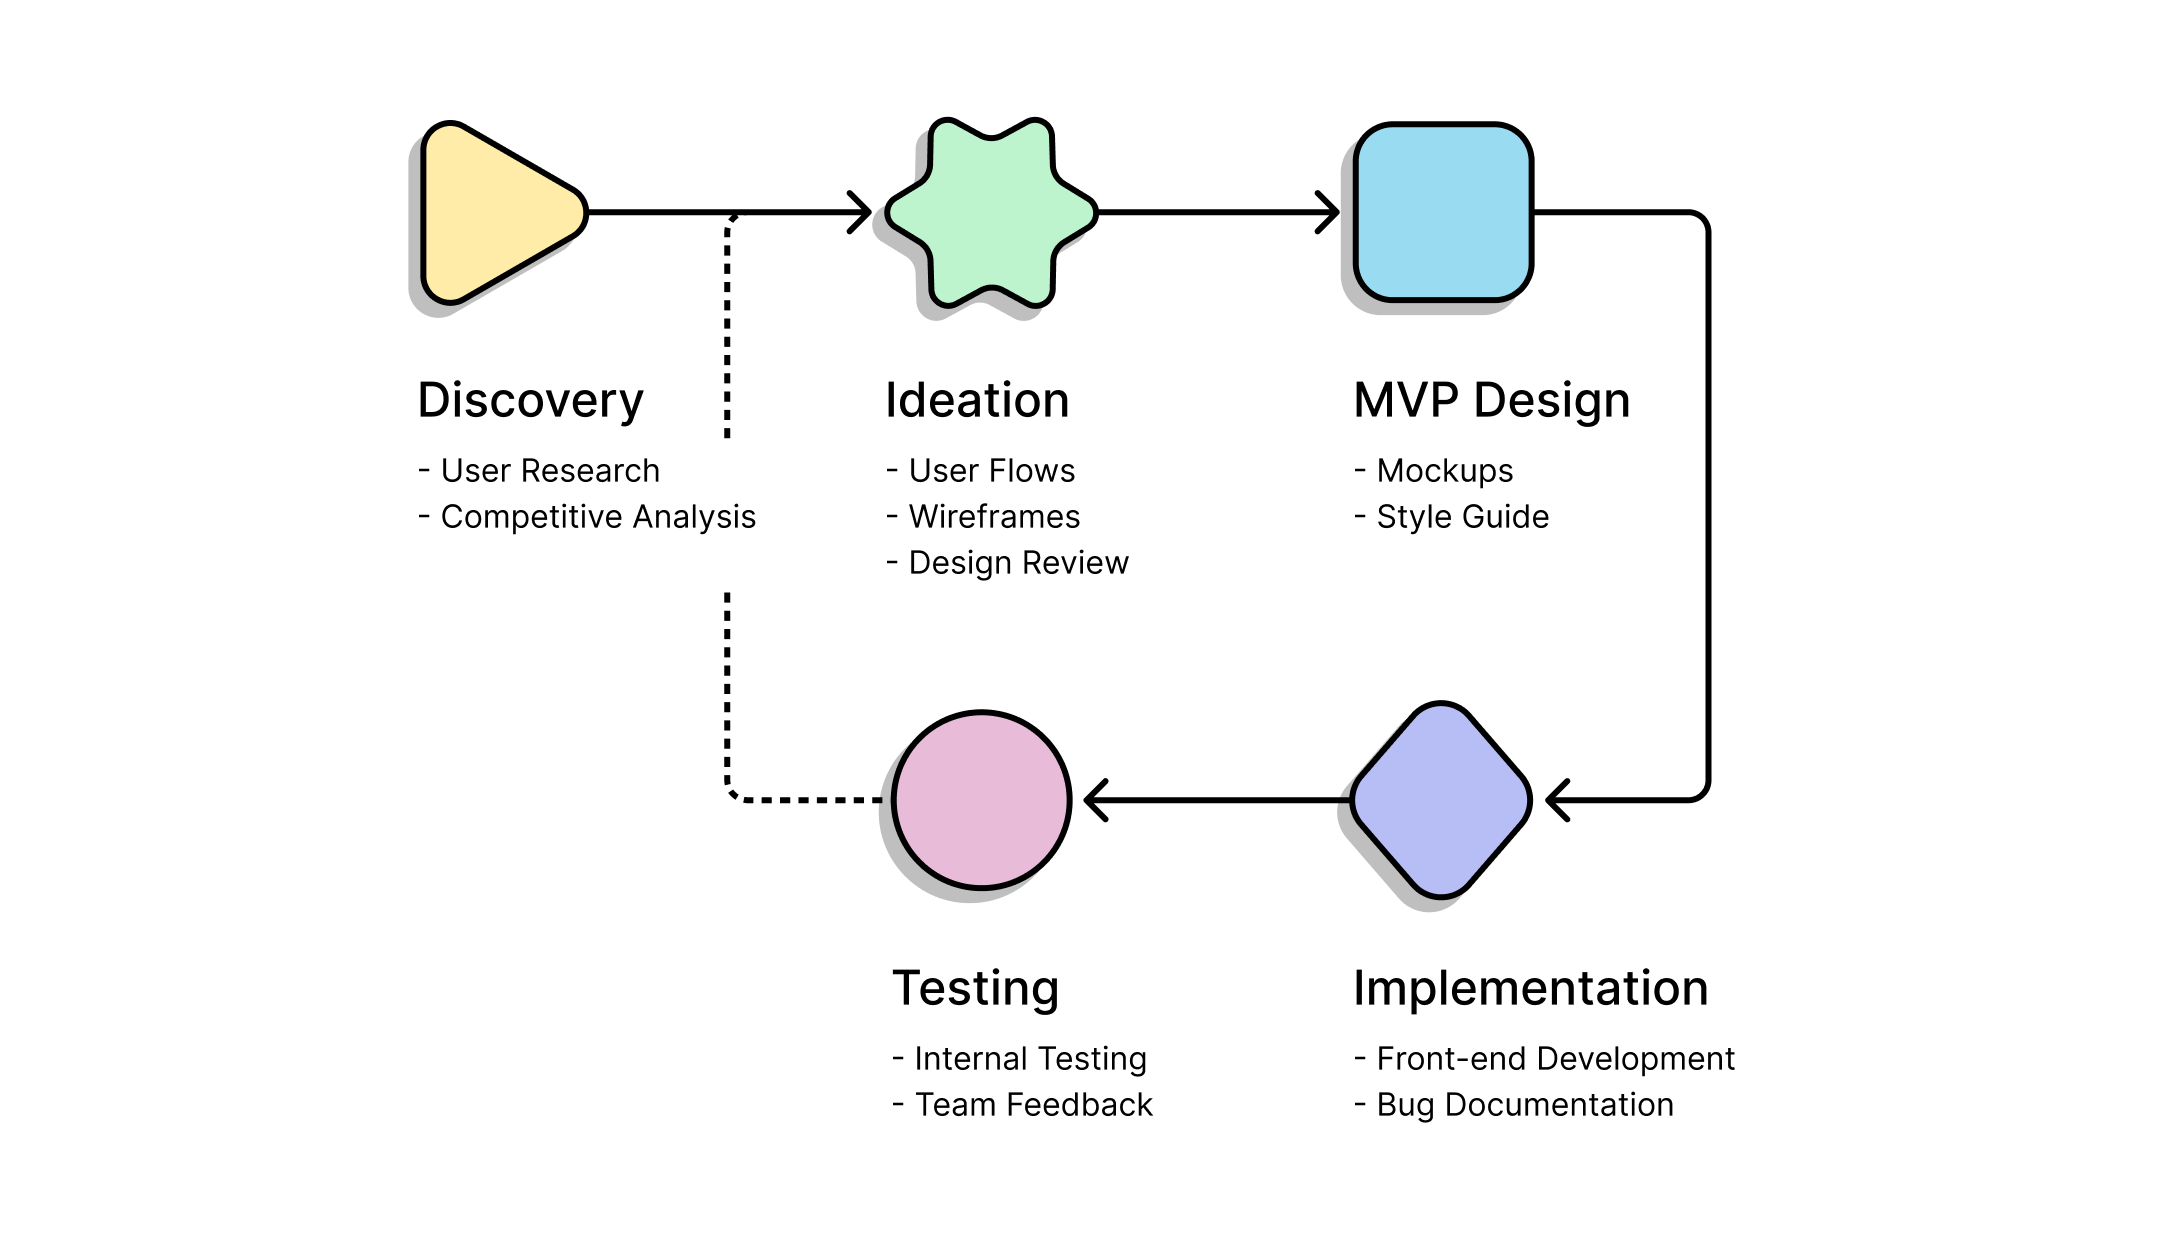 Discovery
- User Research
- Competitive Analysis
Ideation
- User Flows
- Wireframes
- Design Review
MVP Design
- Mockups
- Style Guide
Testing
- Internal Testing
- Team Feedback
Implementation
- Front-end Development
- Bug Documentation